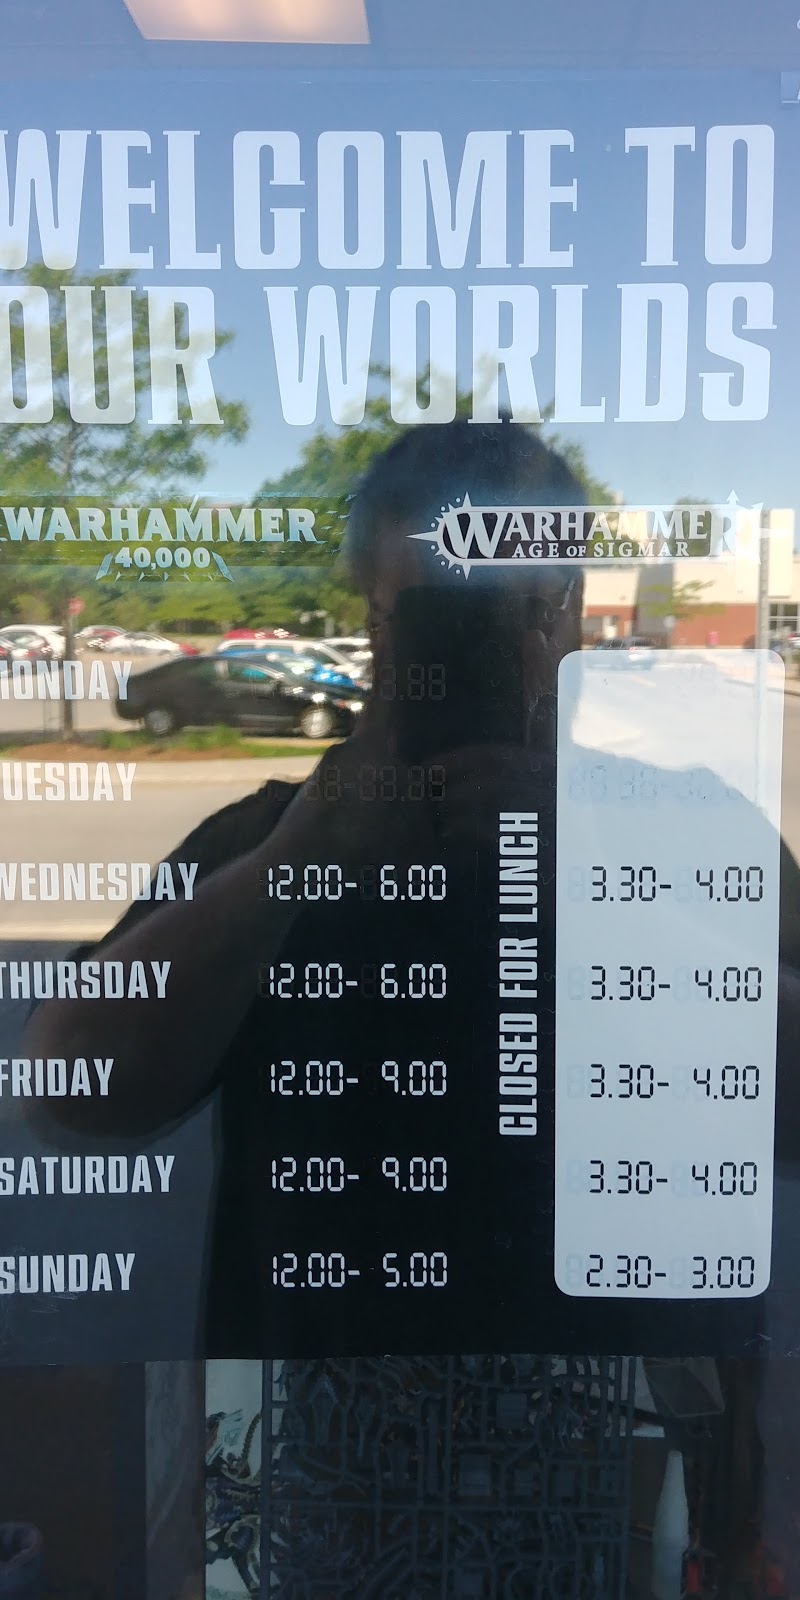 WELCOME TO
OUR WORLDS
WARHAMMER
40,000
WARHAMMER
AGE OF SIGMAR
MONDAY
TUESDAY
WEDNESDAY 12.00- 6.00 3.30- 4.00
THURSDAY 12.00- 6.00 3.30- 4.00
FRIDAY 12.00- 9.00 3.30- 4.00
SATURDAY 12.00- 9.00 3.30- 4.00
SUNDAY 12.00- 5.00 2.30- 3.00
CLOSED FOR LUNCH